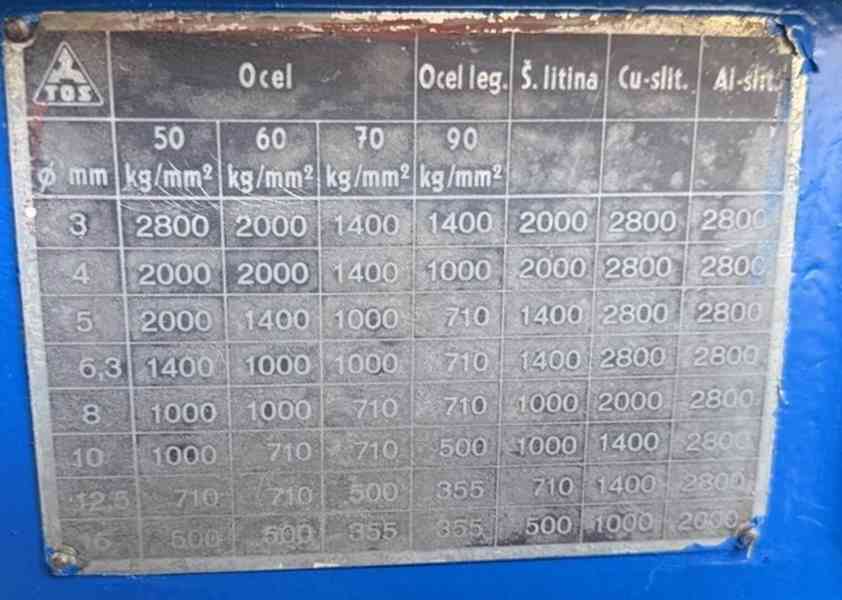 TOS Ocel Ocel leg. Š. litina Cu-slit. Al-slit.
50 60 70 90
ø mm kg/mm² kg/mm² kg/mm² kg/mm²
3 2800 2000 1400 1400 2000 2800 2800
4 2000 2000 1400 1000 2000 2800 2800
5 2000 1400 1000 710 1400 2800 2800
6,3 1400 1000 1000 710 1400 2800 2800
8 1000 1000 710 710 1000 2000 2800
10 1000 710 710 500 1000 1400 2800
12,5 710 710 500 355 710 1400 2800
16 500 500 355 355 500 1000 2000